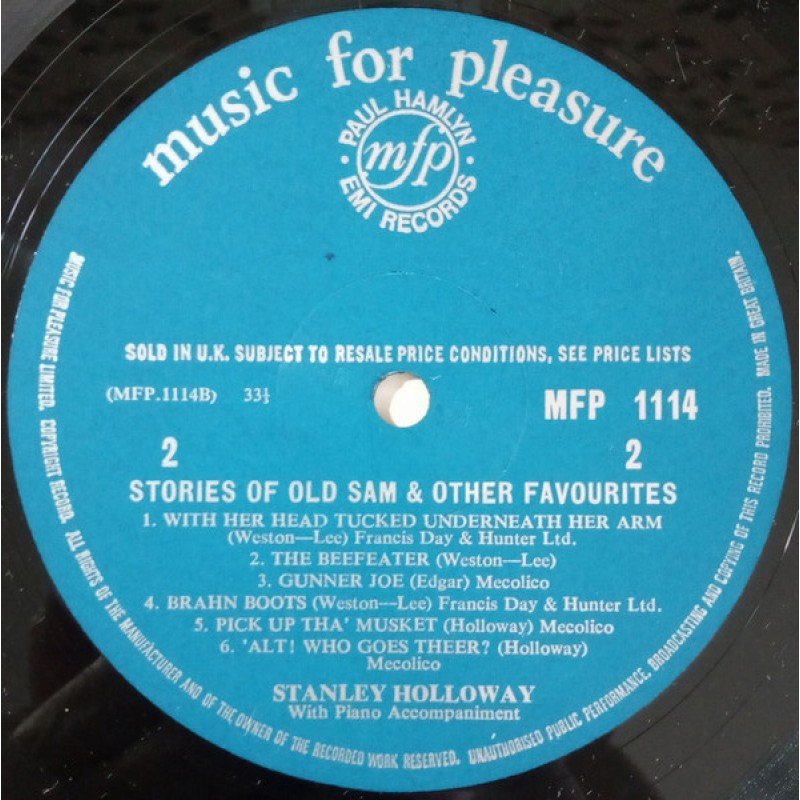 music for pleasure
PAUL HAMLYN
mfp
EMI RECORDS
SOLD IN U.K. SUBJECT TO RESALE PRICE CONDITIONS, SEE PRICE LISTS
(MFP.1114B) 33⅓ MFP 1114
2 2
STORIES OF OLD SAM & OTHER FAVOURITES
1. WITH HER HEAD TUCKED UNDERNEATH HER ARM
(Weston—Lee) Francis Day & Hunter Ltd.
2. THE BEEFEATER (Weston—Lee)
3. GUNNER JOE (Edgar) Mecolico
4. BRAHN BOOTS (Weston—Lee) Francis Day & Hunter Ltd.
5. PICK UP THA' MUSKET (Holloway) Mecolico
6. 'ALT! WHO GOES THEER? (Holloway)
Mecolico
STANLEY HOLLOWAY
With Piano Accompaniment
MUSIC FOR PLEASURE LIMITED. COPYRIGHT RECORD. ALL RIGHTS OF THE MANUFACTURER AND OF THE OWNER OF THE RECORDED WORK RESERVED. UNAUTHORISED PUBLIC PERFORMANCE, BROADCASTING AND COPYING OF THIS RECORD PROHIBITED. MADE IN GREAT BRITAIN.